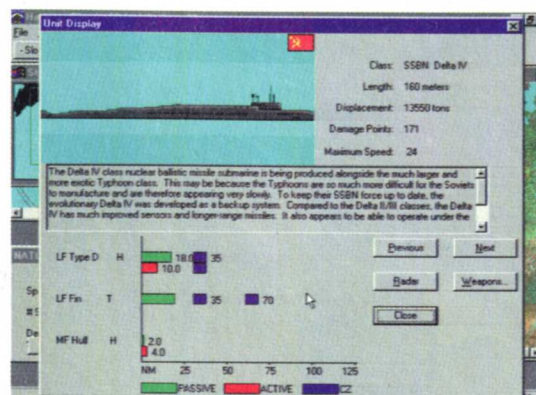 Unit Display
File
- Slo
Class: SSBN Delta IV
Length: 160 meters
Displacement: 13550 tons
Damage Points: 171
Maximum Speed: 24
The Delta IV class nuclear ballistic missile submarine is being produced alongside the much larger and
more exotic Typhoon class. This may be because the Typhoons are so much more difficult for the Soviets
to manufacture and are therefore appearing very slowly. To keep their SSBN force up to date, the
evolutionary Delta IV was developed as a backup system. Compared to the Delta II/III classes, the Delta
IV has much improved sensors and longer-range missiles. It also appears to be able to operate under the
NATO
Sp
# S
De
LF Type D H 18.0 35
10.0
LF Fin T 35 70
MF Hull H 2.0
4.0
NM 25 50 75 100 125
PASSIVE ACTIVE CZ
Previous Next
Radar Weapons...
Close